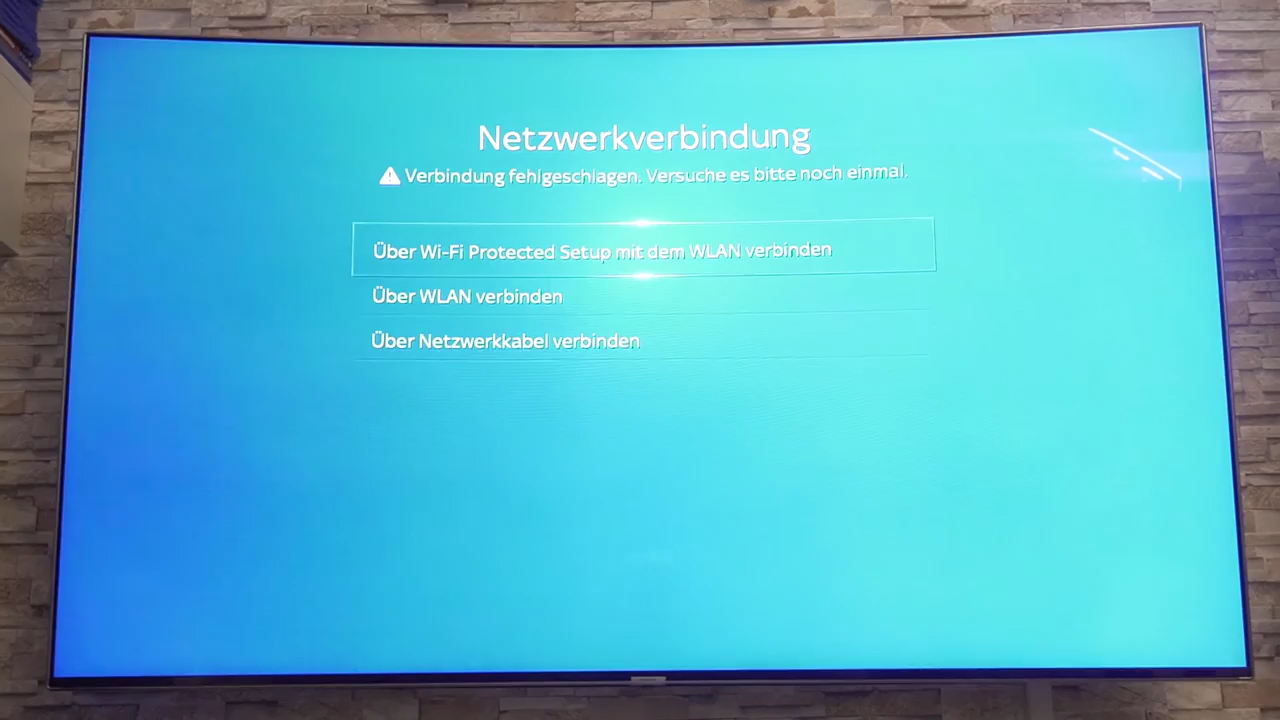 Netzwerkverbindung
Verbindung fehlgeschlagen. Versuche es bitte noch einmal.
Über Wi-Fi Protected Setup mit dem WLAN verbinden
Über WLAN verbinden
Über Netzwerkkabel verbinden